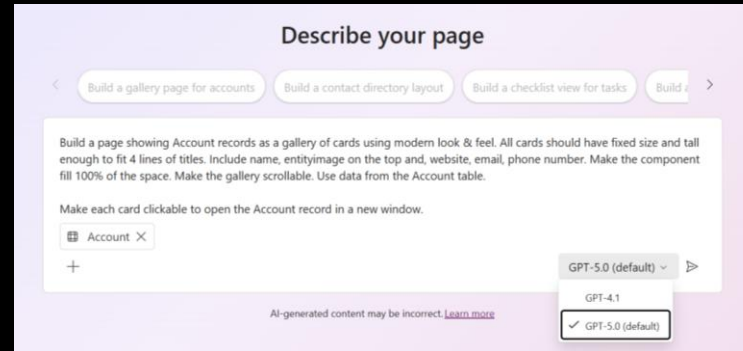 Describe your page
Build a gallery page for accounts
Build a contact directory layout
Build a checklist view for tasks
Build
Build a page showing Account records as a gallery of cards using modern look & feel. All cards should have fixed size and tall
enough to fit 4 lines of titles. Include name, entityimage on the top and, website, email, phone number. Make the component
fill 100% of the space. Make the gallery scrollable. Use data from the Account table.
Make each card clickable to open the Account record in a new window.
Account
GPT-5.0 (default)
GPT-4.1
GPT-5.0 (default)
AI-generated content may be incorrect. Learn more